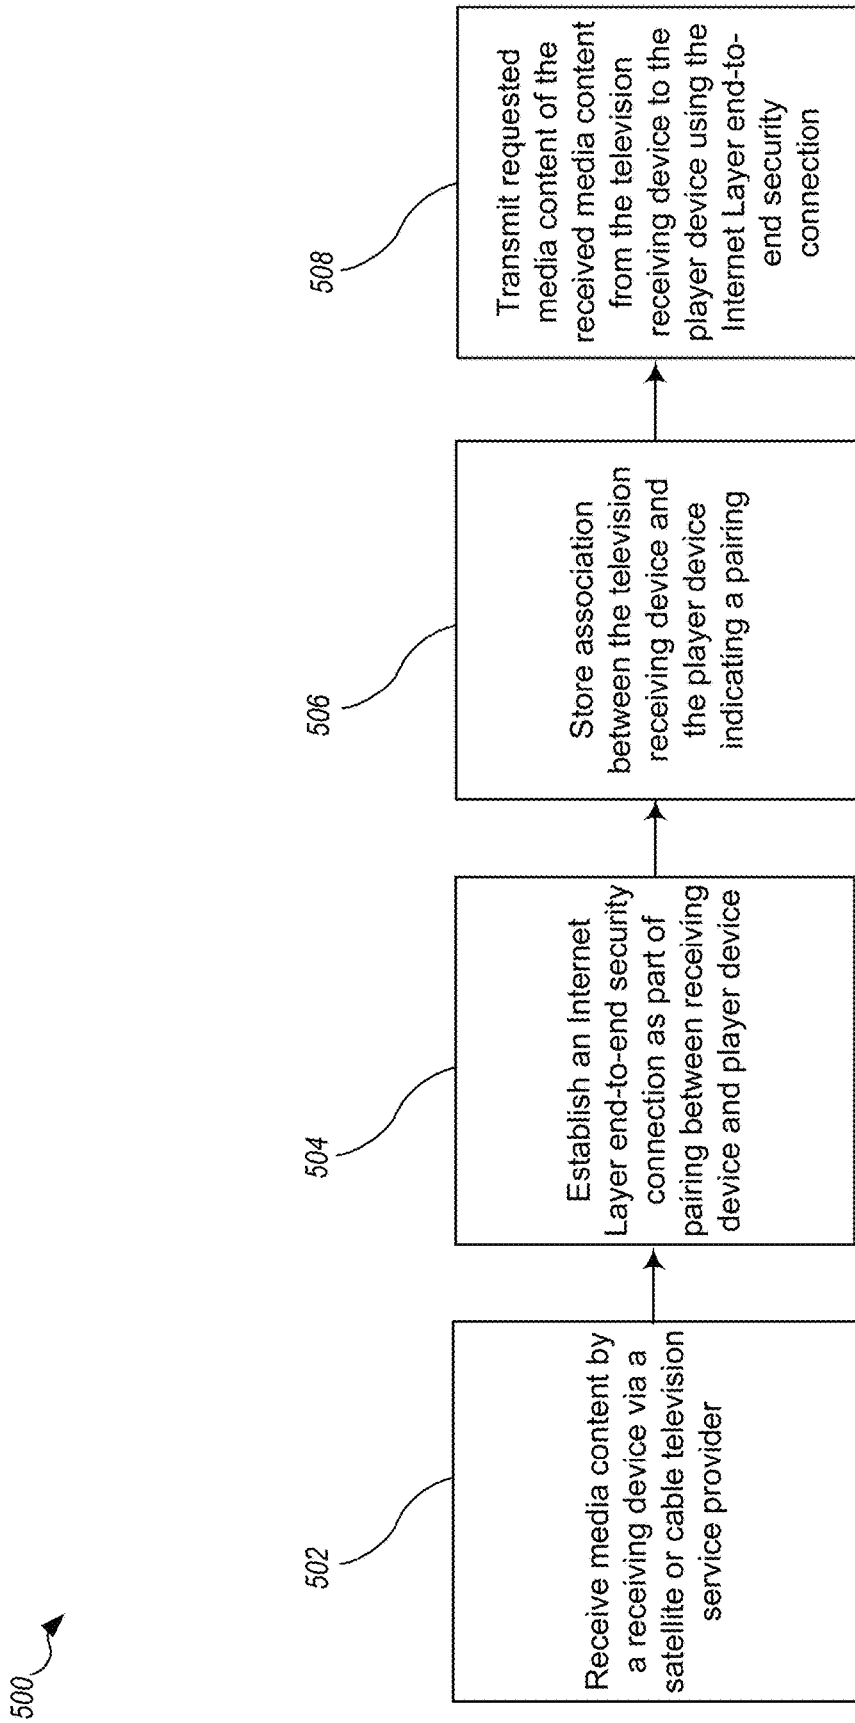 500
502
Receive media content by
a receiving device via a
satellite or cable television
service provider
504
Establish an Internet
Layer end-to-end security
connection as part of
pairing between receiving
device and player device
506
Store association
between the television
receiving device and
the player device
indicating a pairing
508
Transmit requested
media content of the
received media content
from the television
receiving device to the
player device using the
Internet Layer end-to-
end security
connection